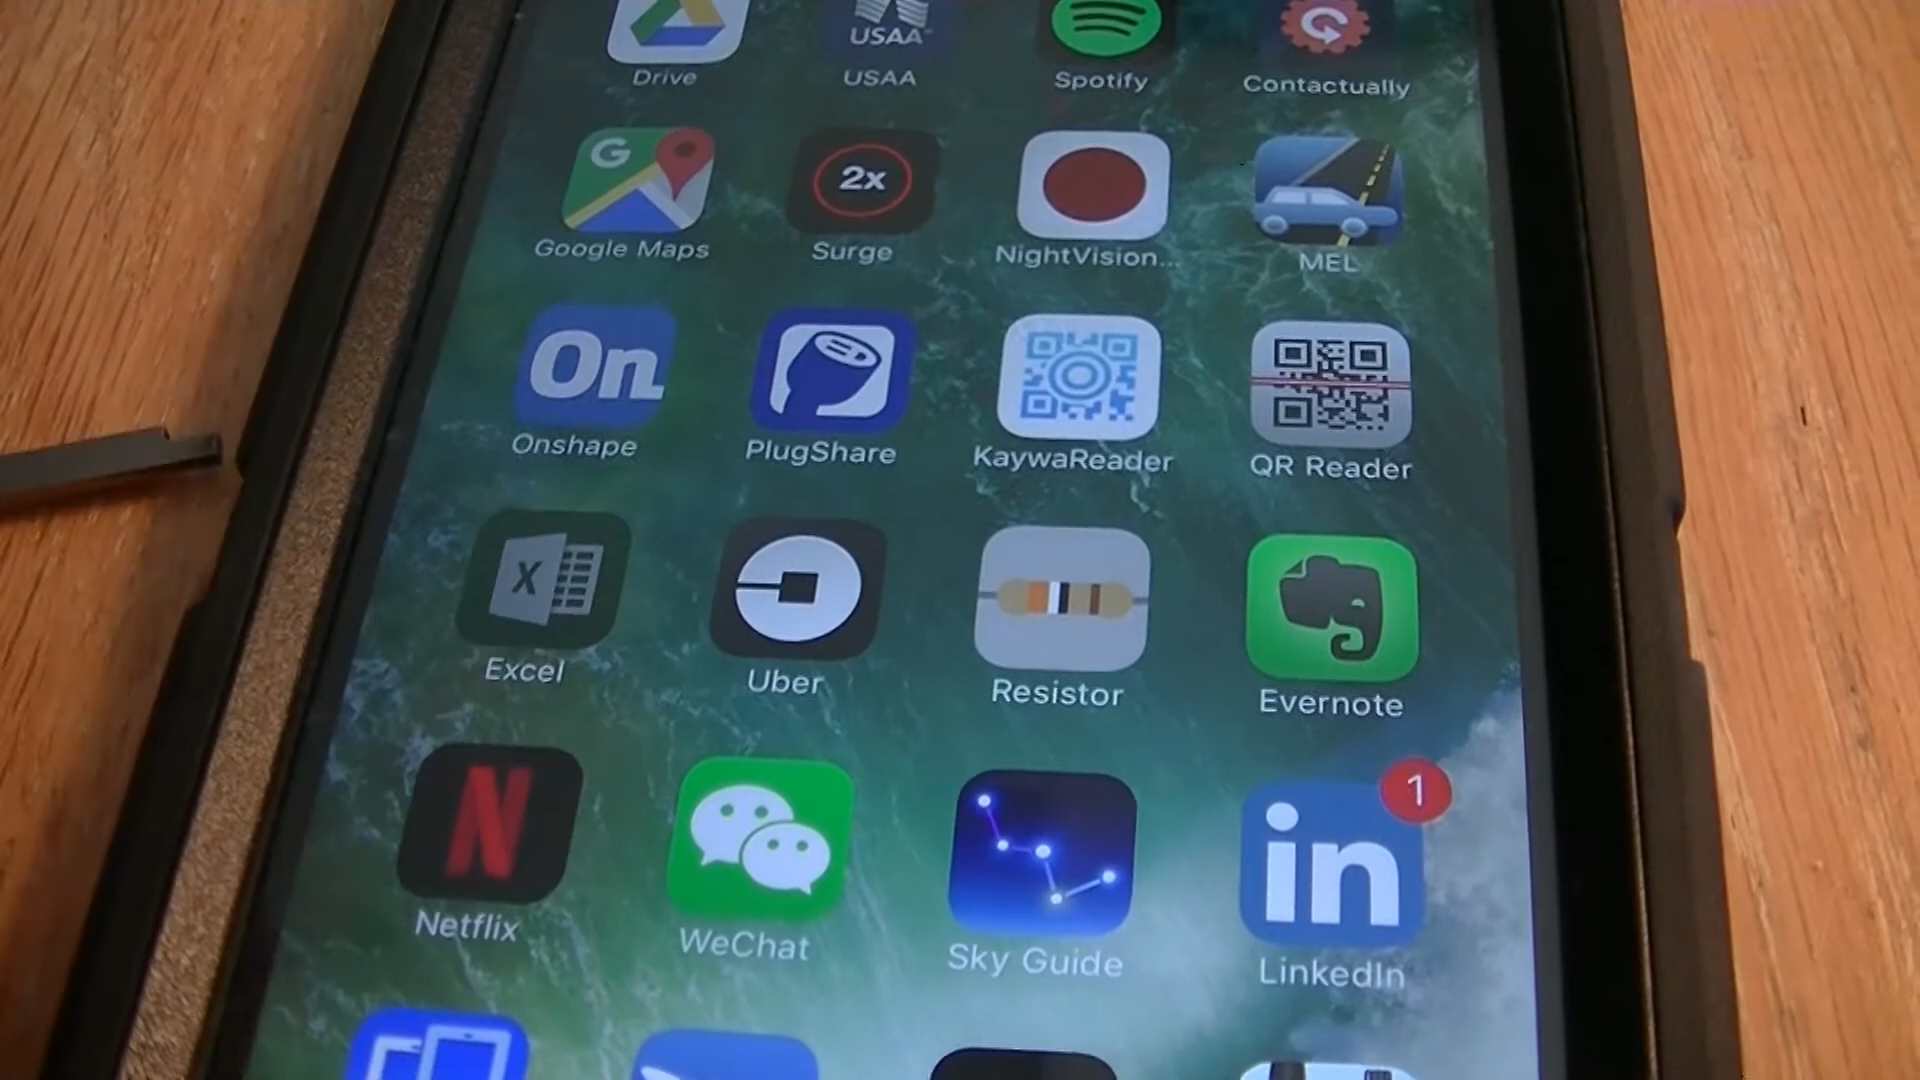 USAA
Drive
USAA
Spotify
Contactually
G
2x
Google Maps
Surge
NightVision...
MEL
On
Onshape
PlugShare
KaywaReader
QR Reader
X
Excel
Uber
Resistor
Evernote
N
1
in
Netflix
WeChat
Sky Guide
LinkedIn